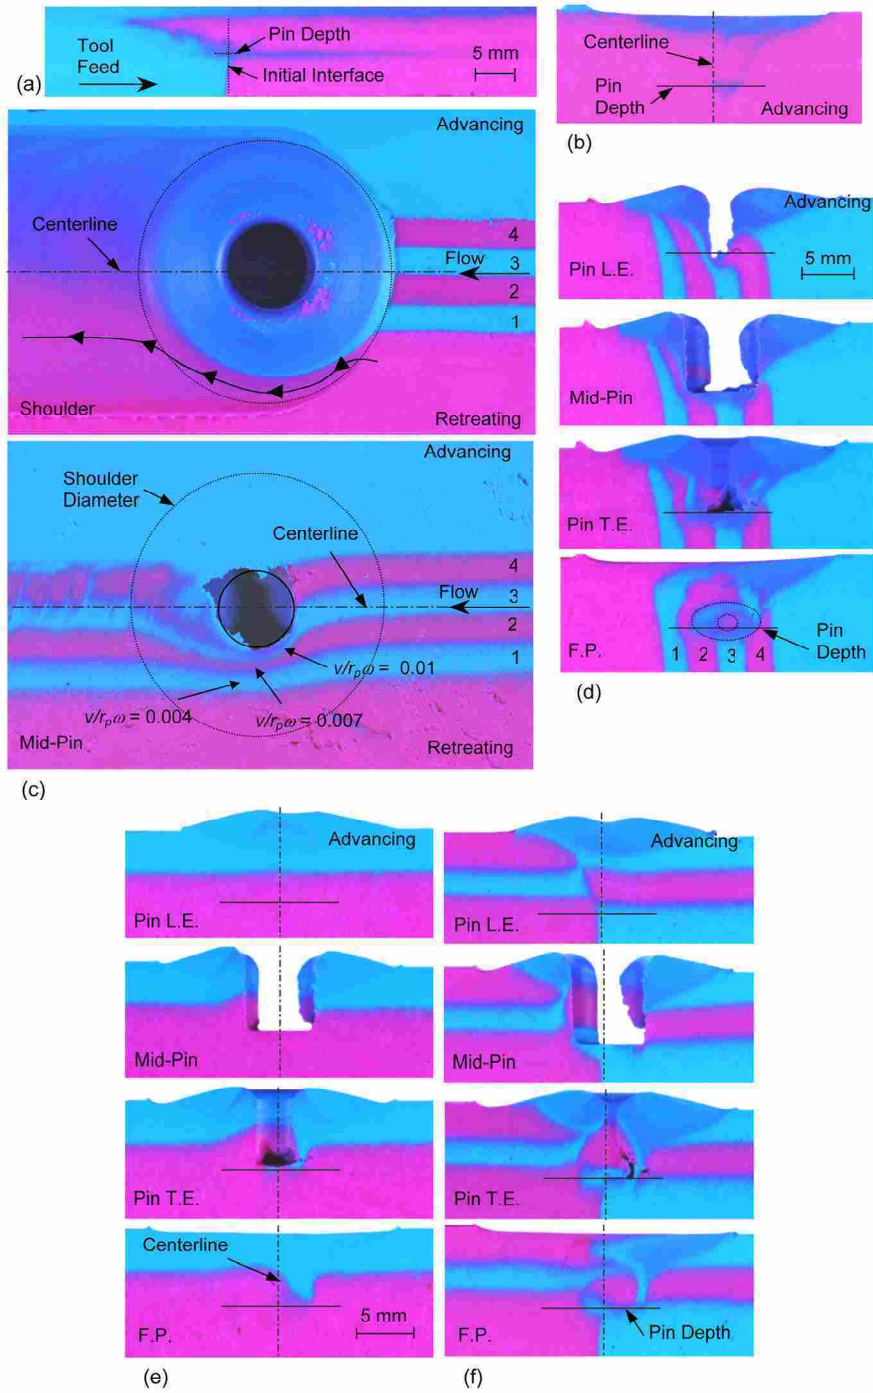 Tool
Feed
Pin Depth
Initial Interface
5 mm
(a)
Centerline
Pin
Depth
Advancing
(b)
Advancing
Centerline
Flow
4
3
2
1
Shoulder
Retreating
Advancing
Shoulder
Diameter
Centerline
Flow
4
3
2
1
v/rₚω = 0.01
v/rₚω = 0.004
v/rₚω = 0.007
Mid-Pin
Retreating
(c)
Advancing
Pin L.E.
5 mm
Mid-Pin
Pin T.E.
F.P.
1 2 3 4
Pin
Depth
(d)
Advancing
Pin L.E.
Mid-Pin
Pin T.E.
Centerline
5 mm
F.P.
(e)
Advancing
Pin L.E.
Mid-Pin
Pin T.E.
Pin Depth
F.P.
(f)